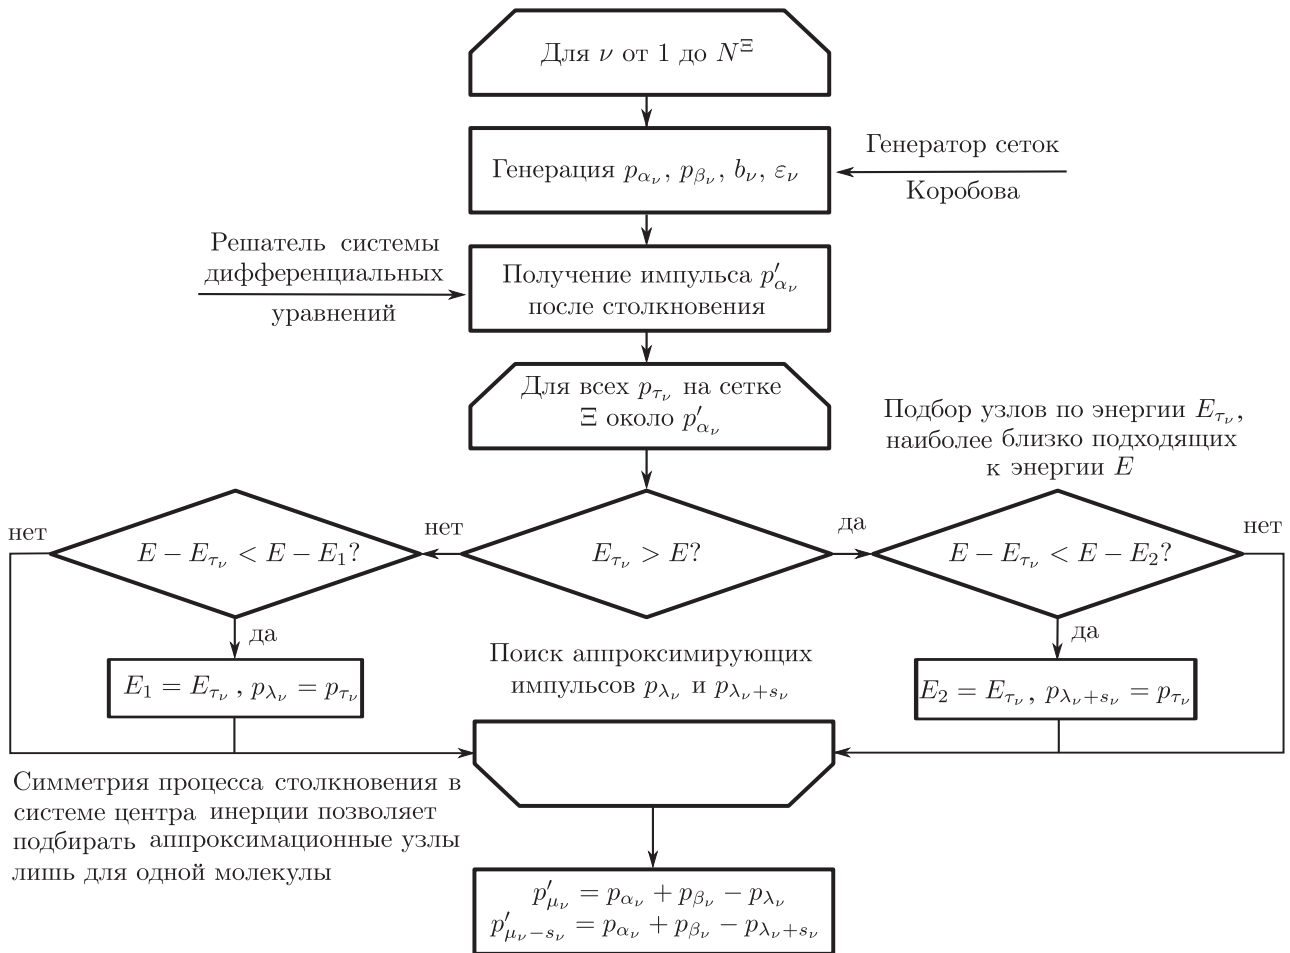 Для ν от 1 до N^Ξ
Генерация p_{α_ν}, p_{β_ν}, b_ν, ε_ν
Генератор сеток
Коробова
Решатель системы
дифференциальных
уравнений
Получение импульса p′_{α_ν}
после столкновения
Для всех p_{τ_ν} на сетке
Ξ около p′_{α_ν}
Подбор узлов по энергии E_{τ_ν},
наиболее близко подходящих
к энергии E
нет
E − E_{τ_ν} < E − E_1?
нет
E_{τ_ν} > E?
да
E − E_{τ_ν} < E − E_2?
нет
да
да
E_1 = E_{τ_ν}, p_{λ_ν} = p_{τ_ν}
Поиск аппроксимирующих
импульсов p_{λ_ν} и p_{λ_ν+s_ν}
E_2 = E_{τ_ν}, p_{λ_ν+s_ν} = p_{τ_ν}
Симметрия процесса столкновения в
системе центра инерции позволяет
подбирать аппроксимационные узлы
лишь для одной молекулы
p′_{μ_ν} = p_{α_ν} + p_{β_ν} − p_{λ_ν}
p′_{μ_ν−s_ν} = p_{α_ν} + p_{β_ν} − p_{λ_ν+s_ν}